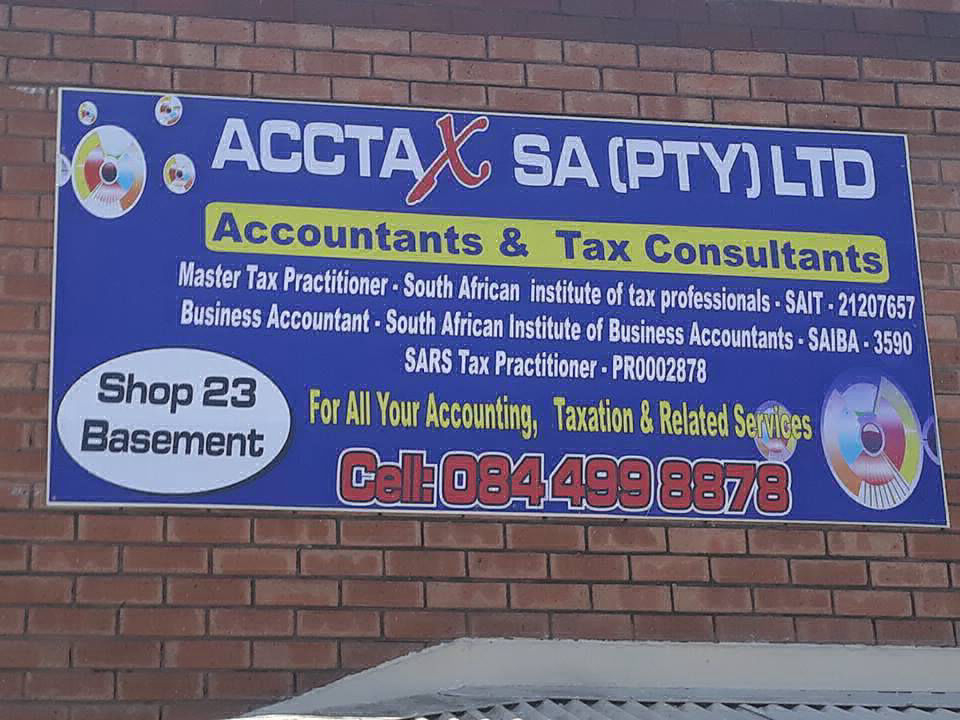 ACCTAX SA (PTY) LTD
Accountants & Tax Consultants
Master Tax Practitioner - South African institute of tax professionals - SAIT - 21207657
Business Accountant - South African Institute of Business Accountants - SAIBA - 3590
SARS Tax Practitioner - PR0002878
Shop 23
Basement
For All Your Accounting, Taxation & Related Services
Cell: 084 499 8878